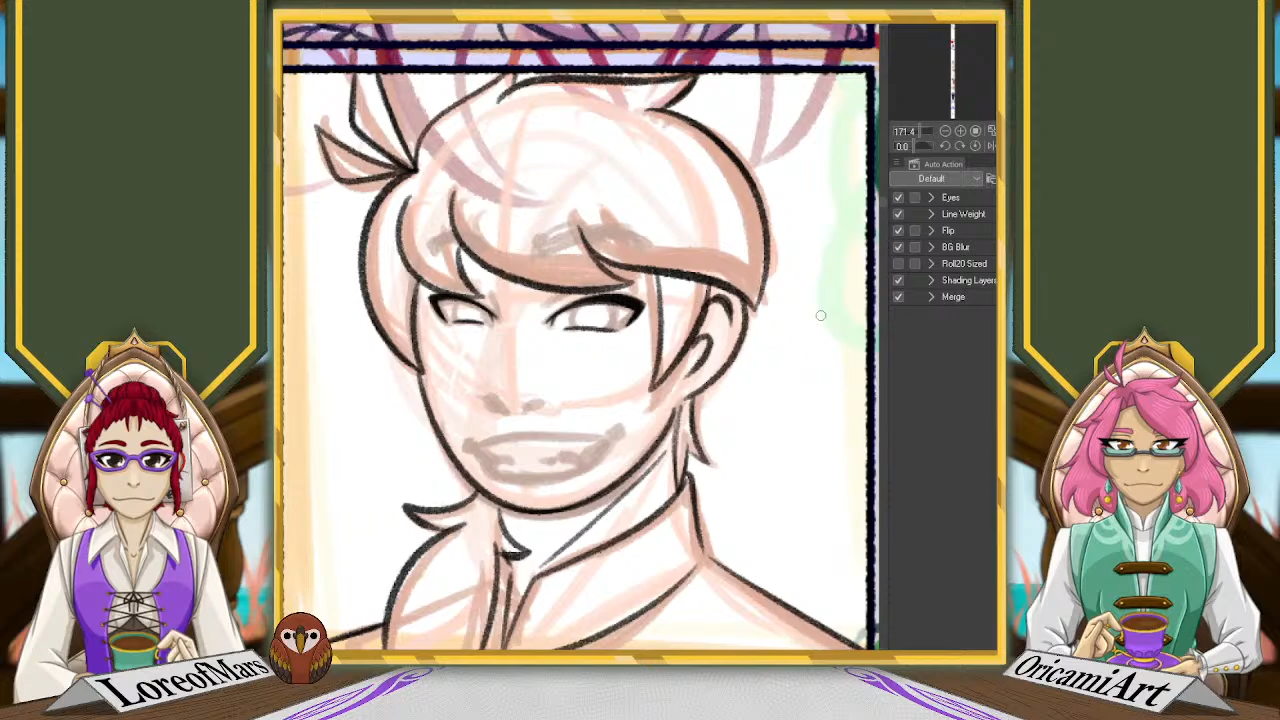 171.4
0.0
Auto Action
Default
Eyes
Line Weight
Flip
BG Blur
Roll20 Sized
Shading Layers
Merge
LoreofMars
OricamiArt